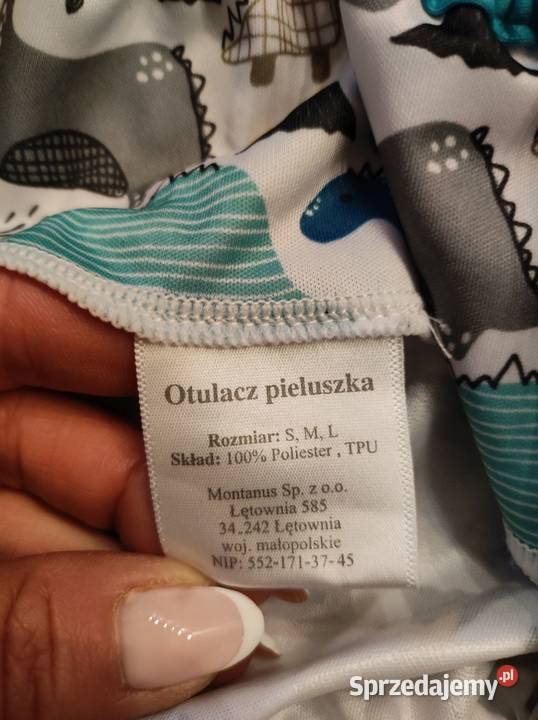 Otulacz pieluszka
Rozmiar: S, M, L
Skład: 100% Poliester , TPU
Montanus Sp. z o.o.
Łętownia 585
34.242 Łętownia
woj. małopolskie
NIP: 552-171-37-45
Sprzedajemy.pl